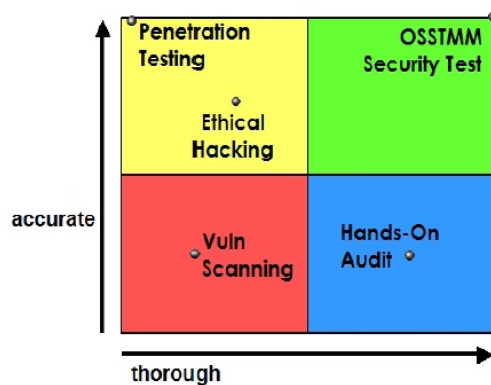 Penetration
Testing
OSSTMM
Security Test
Ethical
Hacking
accurate
Vuln
Scanning
Hands-On
Audit
thorough